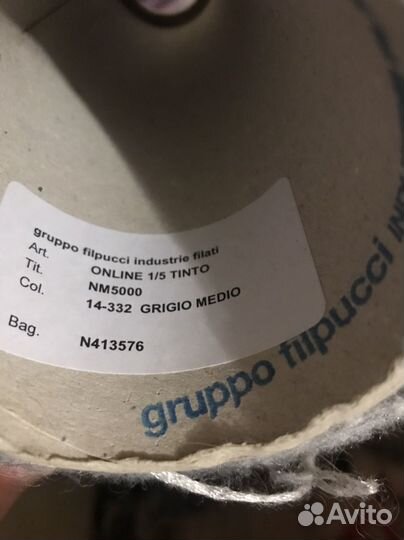 gruppo filpucci industrie filati
Art. ONLINE 1/5 TINTO
Tit. NM5000
Col. 14-332 GRIGIO MEDIO
Bag. N413576
gruppo filpucci
Avito